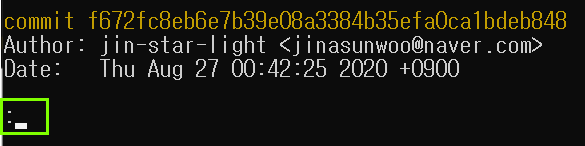 commit f672fc8eb6e7b39e08a3384b35efa0ca1bdeb848
Author: jin-star-light <jinasunwoo@naver.com>
Date:   Thu Aug 27 00:42:25 2020 +0900
: